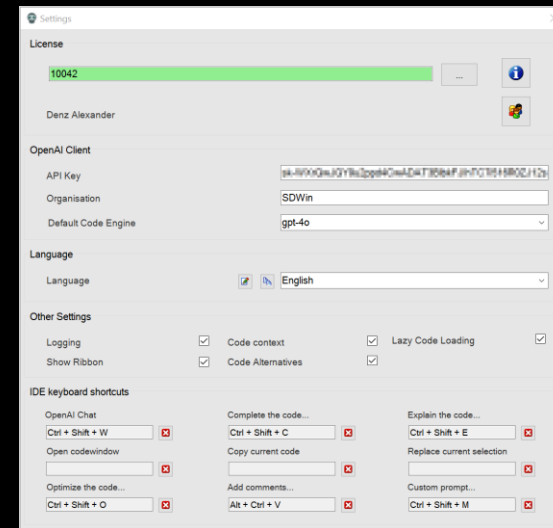 Settings
License
10042
...
Denz Alexander
OpenAI Client
API Key
Organisation SDWin
Default Code Engine gpt-4o
Language
Language English
Other Settings
Logging Code context Lazy Code Loading
Show Ribbon Code Alternatives
IDE keyboard shortcuts
OpenAI Chat Complete the code... Explain the code...
Ctrl + Shift + W Ctrl + Shift + C Ctrl + Shift + E
Open codewindow Copy current code Replace current selection
Optimize the code... Add comments... Custom prompt...
Ctrl + Shift + O Alt + Ctrl + V Ctrl + Shift + M